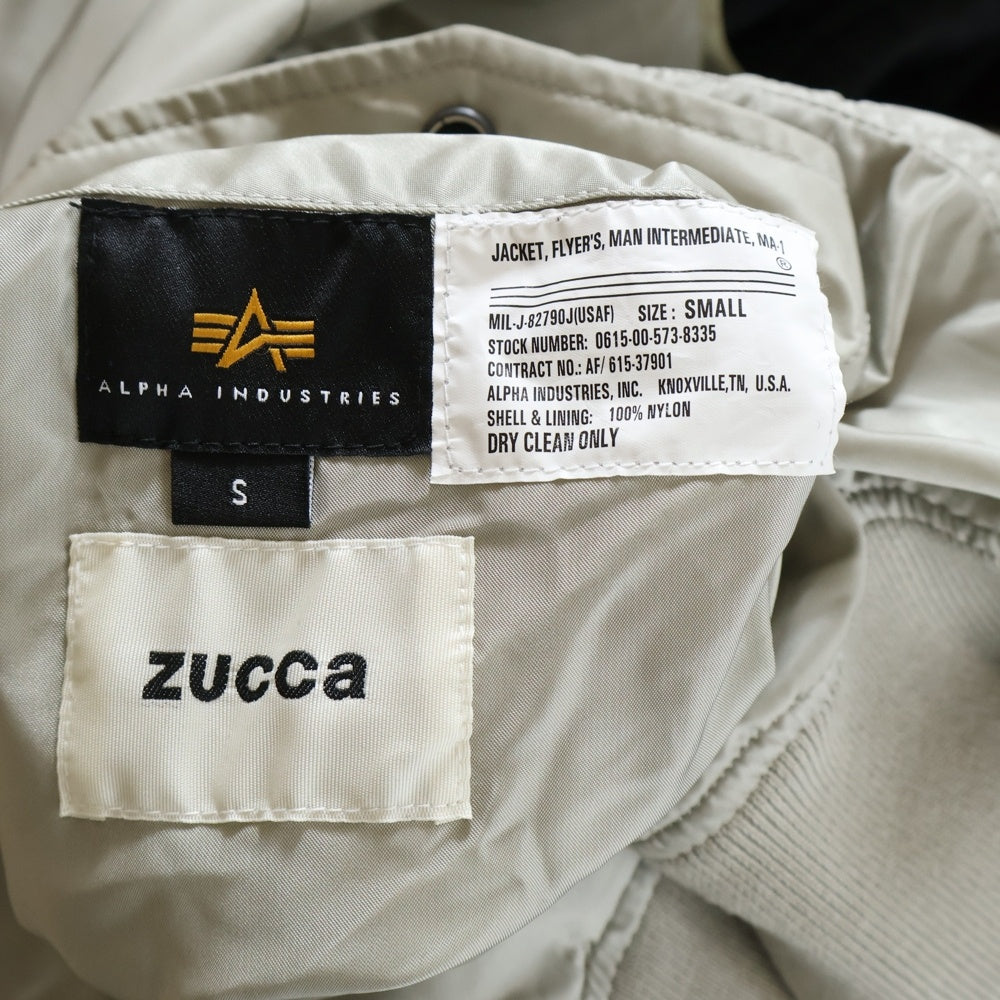 ALPHA INDUSTRIES
S
zucca
JACKET, FLYER'S, MAN INTERMEDIATE, MA-1
®
MIL-J-82790J(USAF) SIZE: SMALL
STOCK NUMBER: 0615-00-573-8335
CONTRACT NO.: AF/ 615-37901
ALPHA INDUSTRIES, INC. KNOXVILLE,TN, U.S.A.
SHELL & LINING: 100% NYLON
DRY CLEAN ONLY